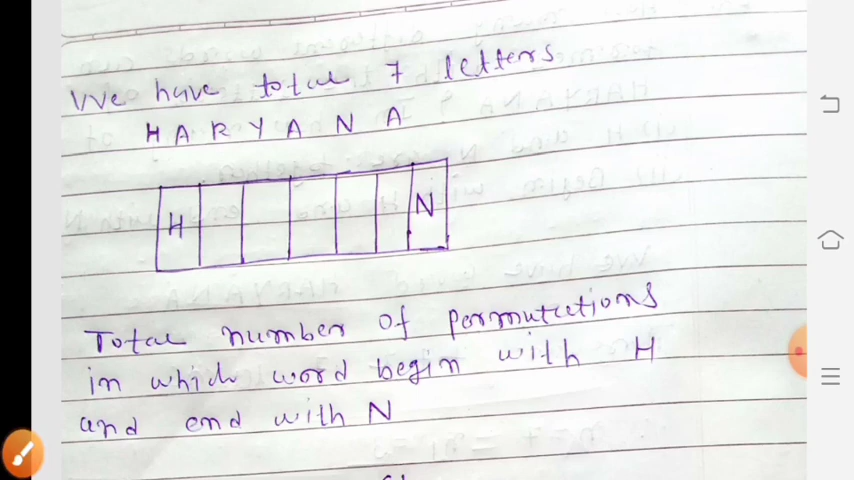 We have total 7 letters
H A R Y A N A
H N
Total number of permutations
in which word begin with H
and end with N